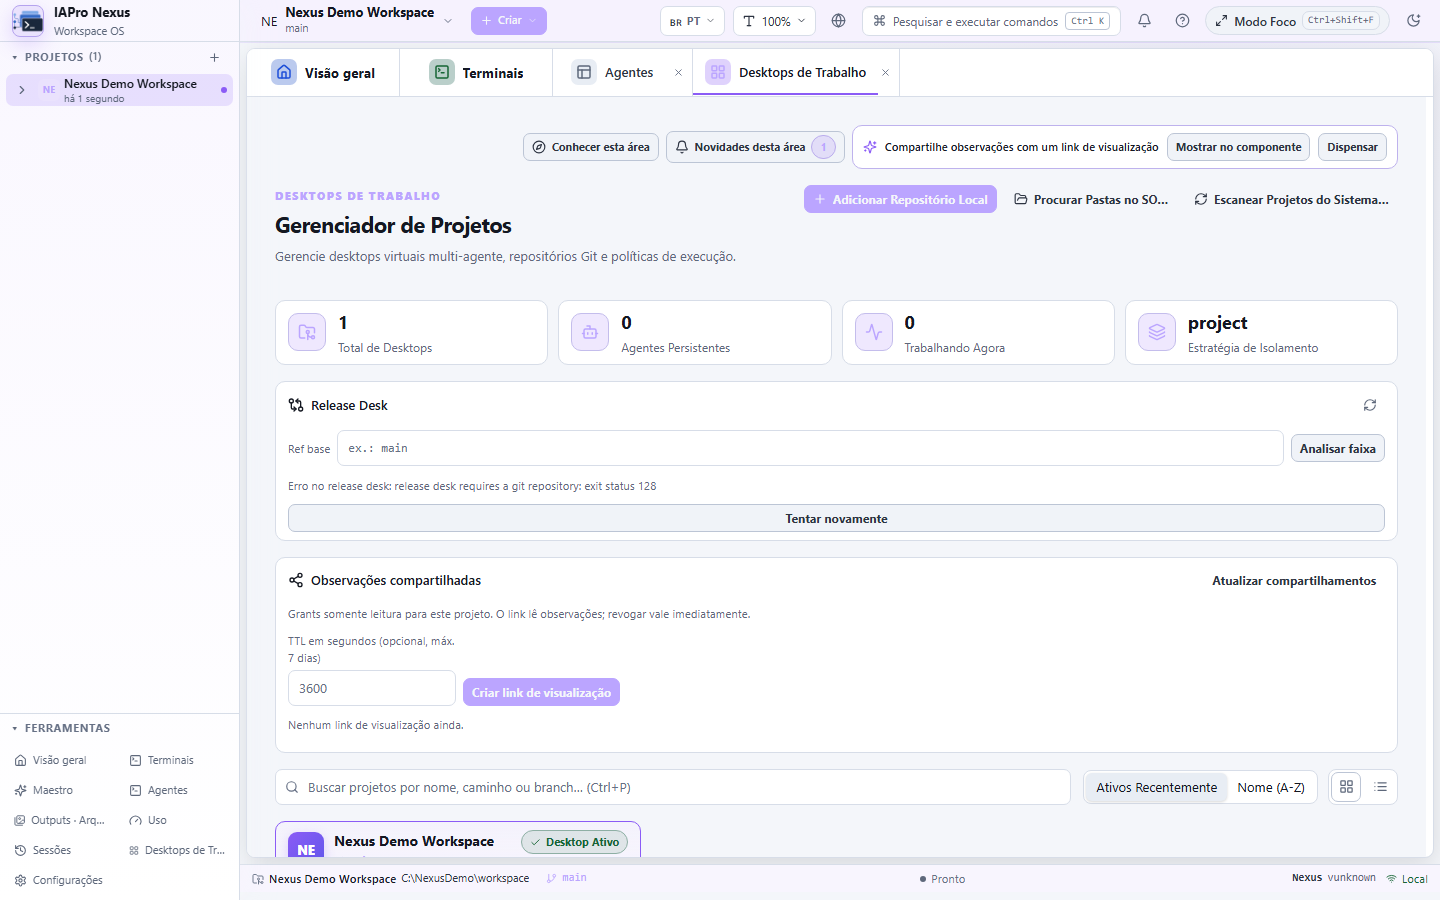 IAPro Nexus
Workspace OS
NE
Nexus Demo Workspace
main
Criar
BR PT
100%
Pesquisar e executar comandos
Ctrl K
Modo Foco
Ctrl+Shift+F
PROJETOS (1)
NE
Nexus Demo Workspace
há 1 segundo
Visão geral
Terminais
Agentes
Desktops de Trabalho
Conhecer esta área
Novidades desta área
1
Compartilhe observações com um link de visualização
Mostrar no componente
Dispensar
DESKTOPS DE TRABALHO
Gerenciador de Projetos
Gerencie desktops virtuais multi-agente, repositórios Git e políticas de execução.
Adicionar Repositório Local
Procurar Pastas no SO...
Escanear Projetos do Sistema...
1
Total de Desktops
0
Agentes Persistentes
0
Trabalhando Agora
project
Estratégia de Isolamento
Release Desk
Ref base
ex.: main
Analisar faixa
Erro no release desk: release desk requires a git repository: exit status 128
Tentar novamente
Observações compartilhadas
Atualizar compartilhamentos
Grants somente leitura para este projeto. O link lê observações; revogar vale imediatamente.
TTL em segundos (opcional, máx.
7 dias)
3600
Criar link de visualização
Nenhum link de visualização ainda.
Buscar projetos por nome, caminho ou branch... (Ctrl+P)
Ativos Recentemente
Nome (A-Z)
NE
Nexus Demo Workspace
Desktop Ativo
FERRAMENTAS
Visão geral
Terminais
Maestro
Agentes
Outputs · Arq...
Uso
Sessões
Desktops de Tr...
Configurações
Nexus Demo Workspace
C:\NexusDemo\workspace
main
Pronto
Nexus vunknown
Local